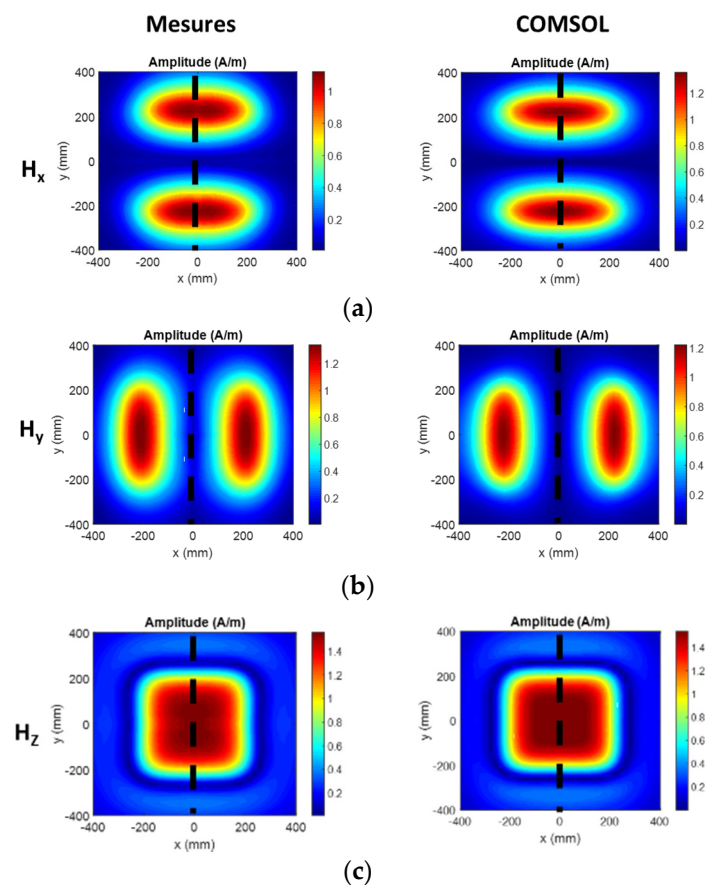 Mesures COMSOL
Amplitude (A/m) Amplitude (A/m)
Hx
y (mm) 400 200 0 -200 -400
-400 -200 0 200 400
x (mm)
1 0.8 0.6 0.4 0.2
y (mm) 400 200 0 -200 -400
-400 -200 0 200 400
x (mm)
1.2 1 0.8 0.6 0.4 0.2
(a)
Amplitude (A/m) Amplitude (A/m)
Hy
y (mm) 400 200 0 -200 -400
-400 -200 0 200 400
x (mm)
1.2 1 0.8 0.6 0.4 0.2
y (mm) 400 200 0 -200 -400
-400 -200 0 200 400
x (mm)
1.2 1 0.8 0.6 0.4 0.2
(b)
Amplitude (A/m) Amplitude (A/m)
HZ
y (mm) 400 200 0 -200 -400
-400 -200 0 200 400
x (mm)
1.4 1.2 1 0.8 0.6 0.4 0.2
y (mm) 400 200 0 -200 -400
-400 -200 0 200 400
x (mm)
1.4 1.2 1 0.8 0.6 0.4 0.2
(c)